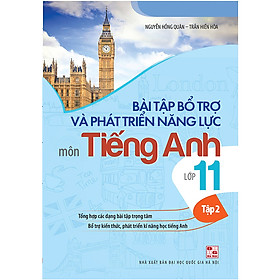 NGUYỄN HỒNG QUÂN - TRẦN HIỀN HÒA
BÀI TẬP BỔ TRỢ
VÀ PHÁT TRIỂN NĂNG LỰC
môn Tiếng Anh
LỚP 11
Tập 2
Tổng hợp các dạng bài tập trọng tâm
Bổ trợ kiến thức, phát triển kĩ năng học tiếng Anh
NHÀ XUẤT BẢN ĐẠI HỌC QUỐC GIA HÀ NỘI